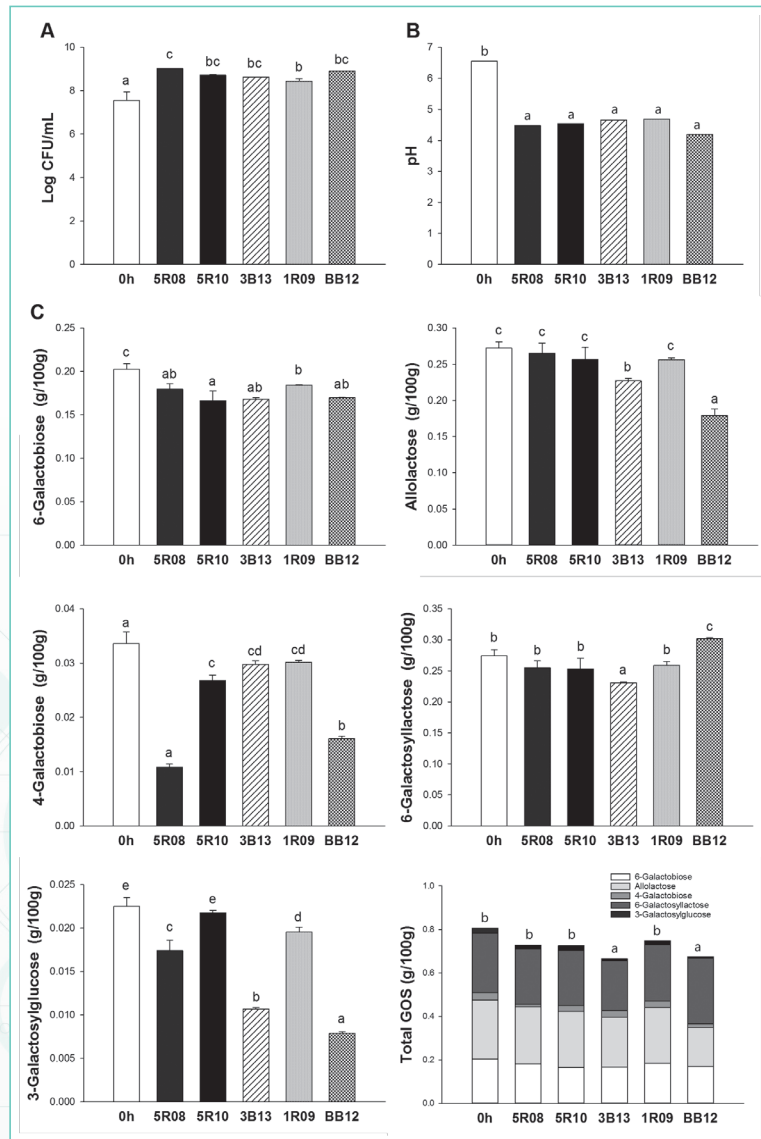 A
Log CFU/mL
10
8
6
4
2
0
a
c
bc
bc
b
bc
0h 5R08 5R10 3B13 1R09 BB12
B
pH
7
6
5
4
3
2
1
0
b
a
a
a
a
a
0h 5R08 5R10 3B13 1R09 BB12
C
6-Galactobiose (g/100g)
0.25
0.20
0.15
0.10
0.05
0.00
c
ab
a
ab
b
ab
0h 5R08 5R10 3B13 1R09 BB12
Allolactose (g/100g)
0.30
0.25
0.20
0.15
0.10
0.05
0.00
c
c
c
b
c
a
0h 5R08 5R10 3B13 1R09 BB12
4-Galactobiose (g/100g)
0.04
0.03
0.02
0.01
0.00
a
a
c
cd
cd
b
0h 5R08 5R10 3B13 1R09 BB12
6-Galactosyllactose (g/100g)
0.35
0.30
0.25
0.20
0.15
0.10
0.05
0.00
b
b
b
a
b
c
0h 5R08 5R10 3B13 1R09 BB12
3-Galactosylglucose (g/100g)
0.025
0.020
0.015
0.010
0.005
0.000
e
c
e
b
d
a
0h 5R08 5R10 3B13 1R09 BB12
Total GOS (g/100g)
1.0
0.8
0.6
0.4
0.2
0.0
6-Galactobiose
Allolactose
4-Galactobiose
6-Galactosyllactose
3-Galactosylglucose
b
b
b
a
b
a
0h 5R08 5R10 3B13 1R09 BB12